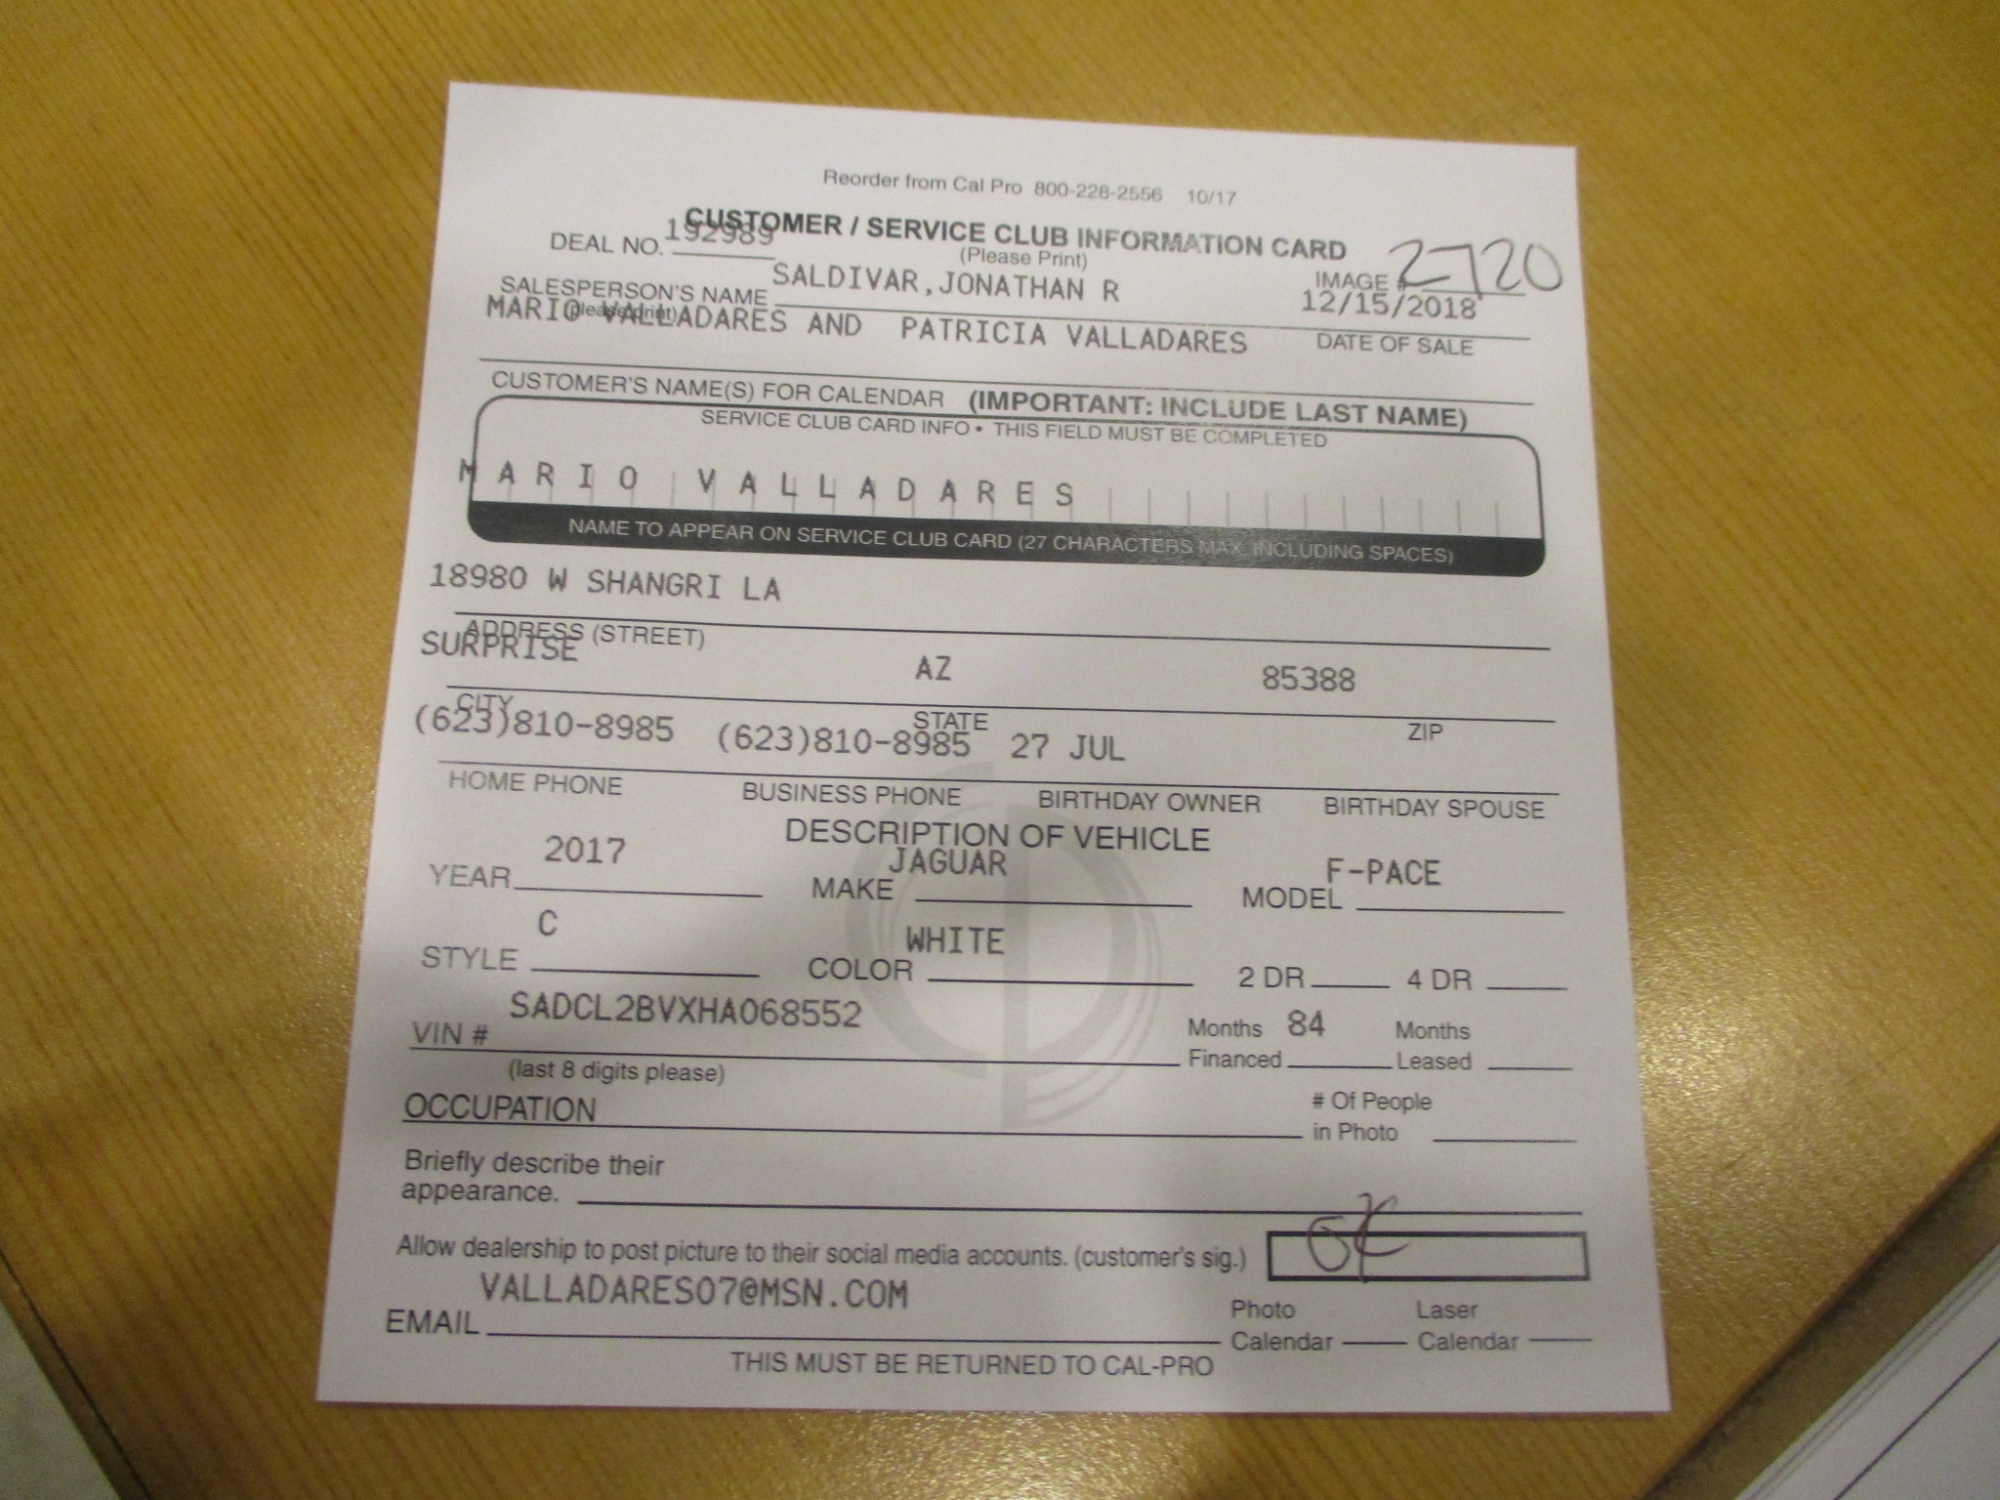 Reorder from Cal Pro 800-228-2556 10/17
CUSTOMER / SERVICE CLUB INFORMATION CARD
(Please Print)
DEAL NO. 192989
IMAGE # 2720
SALESPERSON'S NAME SALDIVAR,JONATHAN R
(please print)
12/15/2018
MARIO VALLADARES AND PATRICIA VALLADARES
DATE OF SALE
CUSTOMER'S NAME(S) FOR CALENDAR (IMPORTANT: INCLUDE LAST NAME)
SERVICE CLUB CARD INFO • THIS FIELD MUST BE COMPLETED
MARIO VALLADARES
NAME TO APPEAR ON SERVICE CLUB CARD (27 CHARACTERS MAX. INCLUDING SPACES)
18980 W SHANGRI LA
ADDRESS (STREET)
SURPRISE AZ 85388
CITY STATE ZIP
(623)810-8985 (623)810-8985 27 JUL
HOME PHONE BUSINESS PHONE BIRTHDAY OWNER BIRTHDAY SPOUSE
DESCRIPTION OF VEHICLE
YEAR 2017 MAKE JAGUAR MODEL F-PACE
STYLE C COLOR WHITE 2 DR 4 DR
VIN # SADCL2BVXHA068552
(last 8 digits please)
Months Financed 84 Months Leased
OCCUPATION
# Of People in Photo
Briefly describe their
appearance.
Allow dealership to post picture to their social media accounts. (customer's sig.) OK
EMAIL VALLADARES07@MSN.COM
Photo Calendar Laser Calendar
THIS MUST BE RETURNED TO CAL-PRO